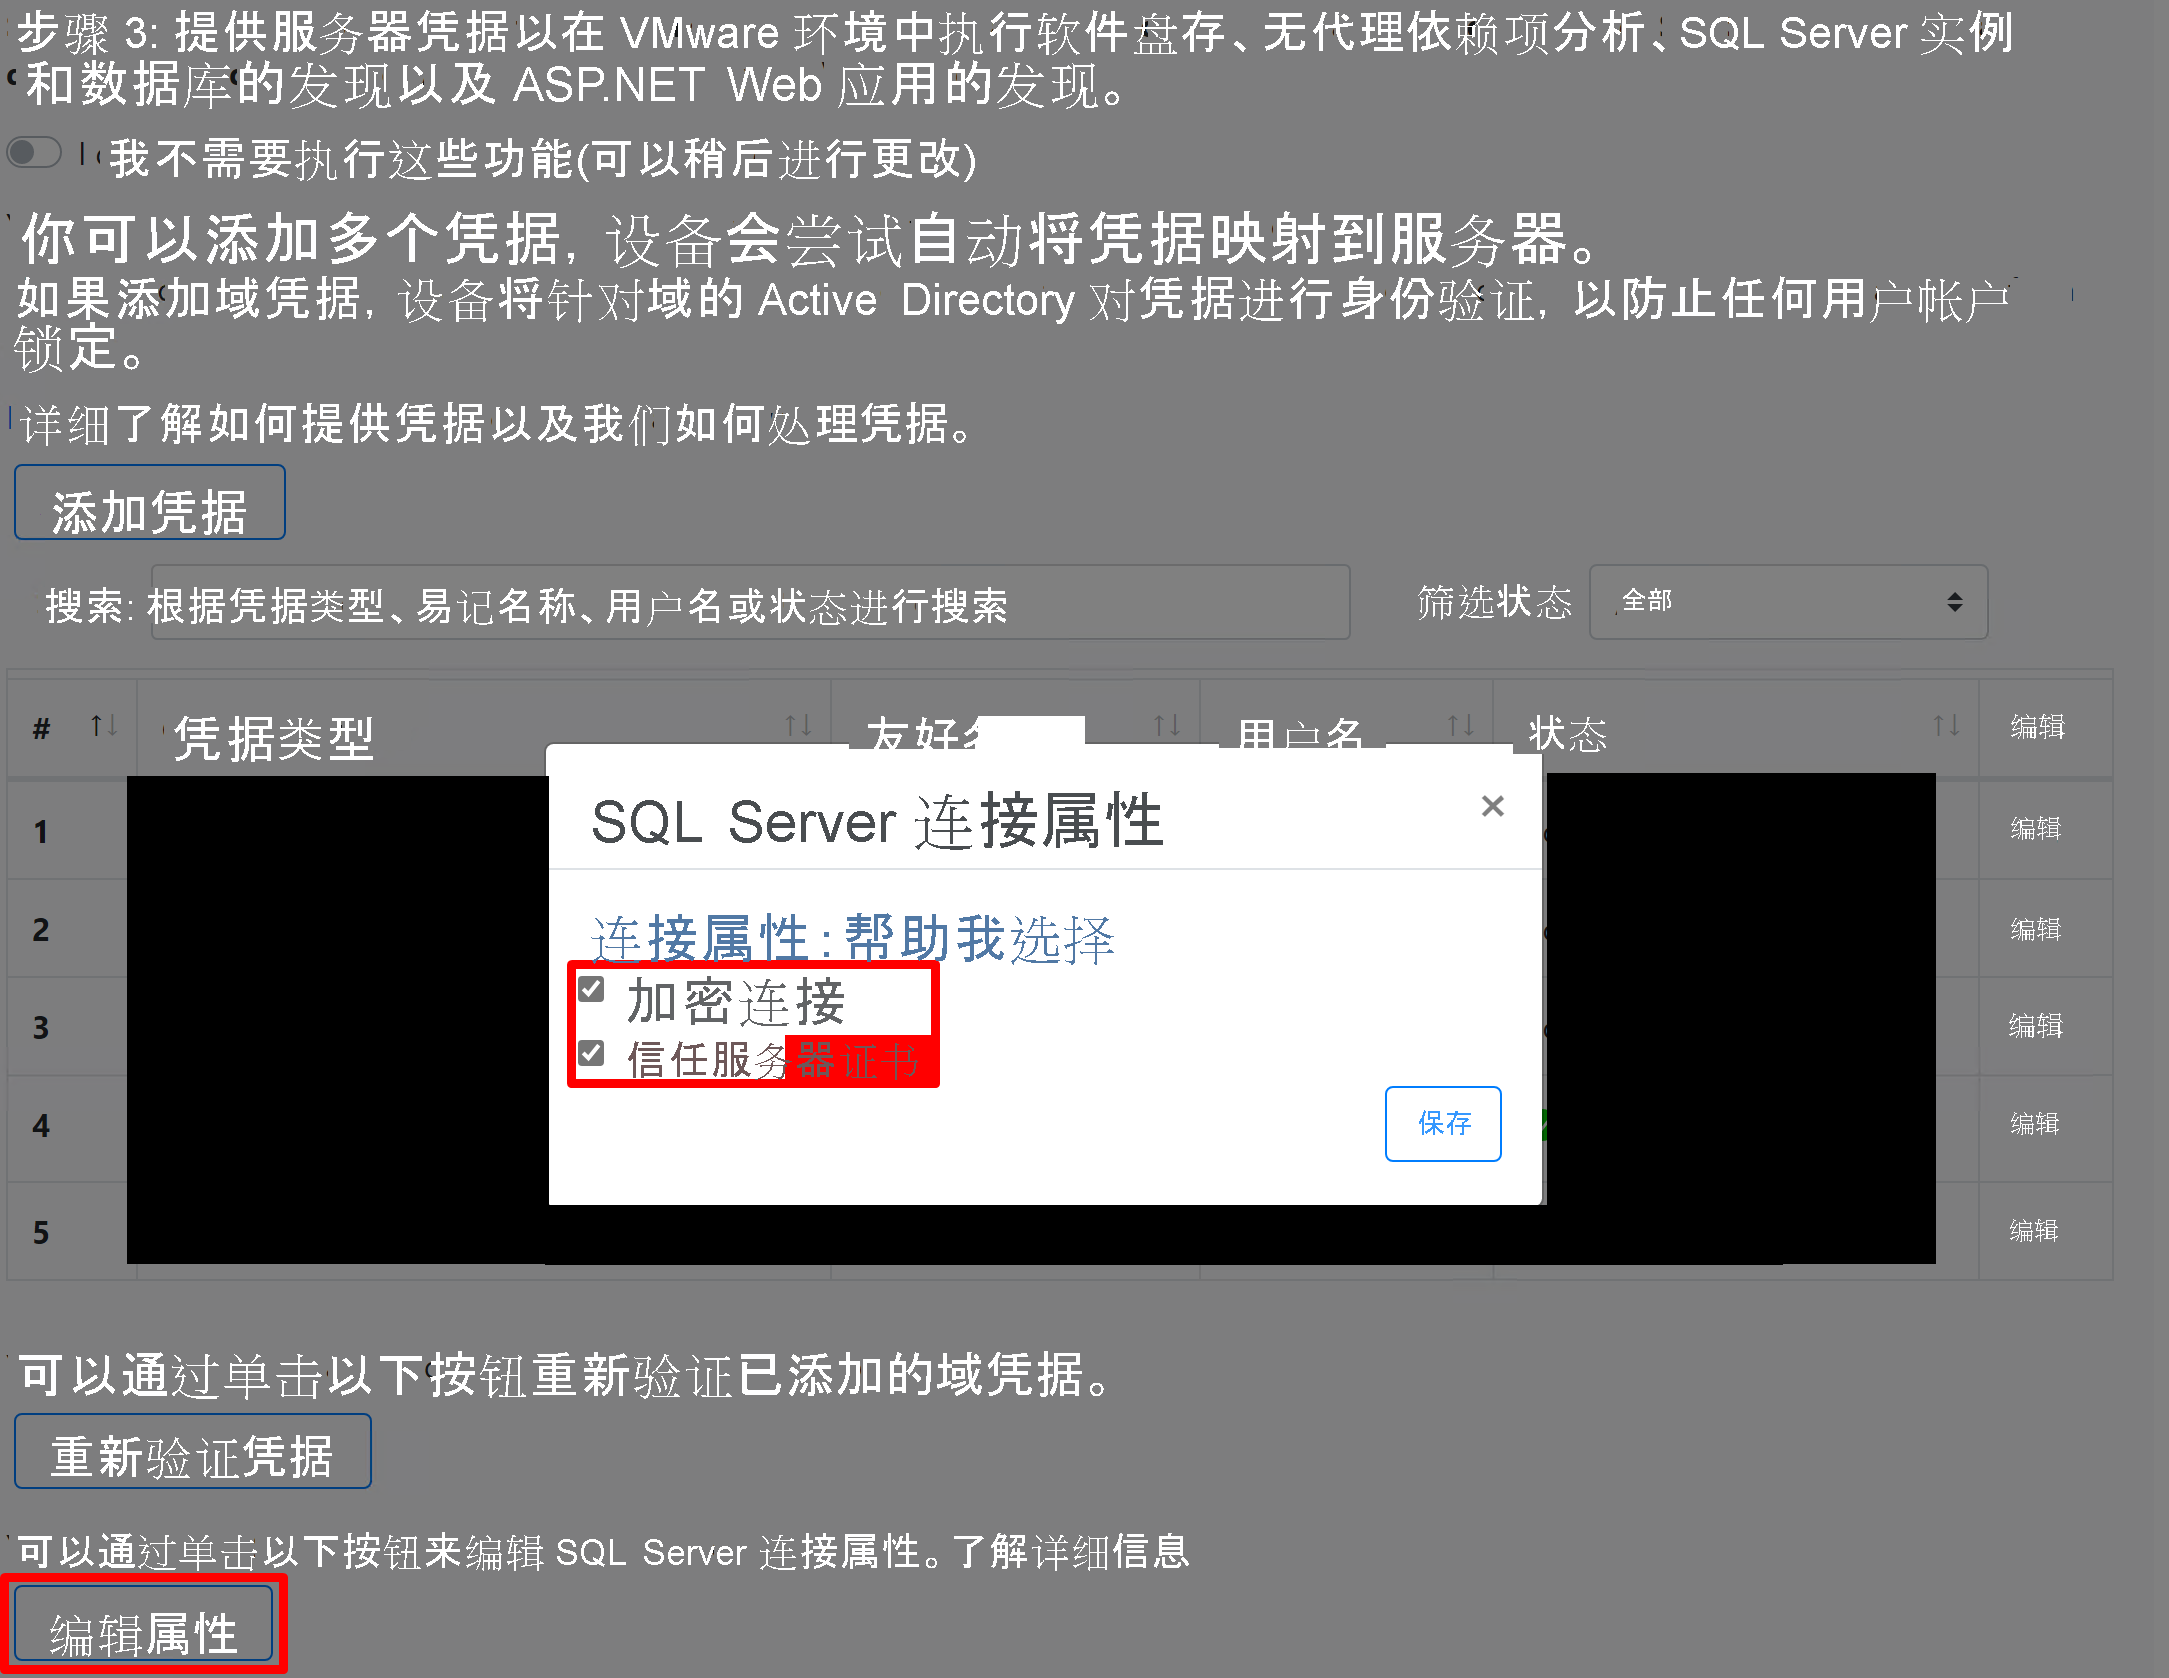 步骤 3: 提供服务器凭据以在 VMware 环境中执行软件盘存、无代理依赖项分析、SQL Server 实例
和数据库的发现以及 ASP.NET Web 应用的发现。
我不需要执行这些功能(可以稍后进行更改)
你可以添加多个凭据, 设备会尝试自动将凭据映射到服务器。
如果添加域凭据, 设备将针对域的 Active Directory 对凭据进行身份验证, 以防止任何用户帐户
锁定。
详细了解如何提供凭据以及我们如何处理凭据。
添加凭据
搜索: 根据凭据类型、易记名称、用户名或状态进行搜索 筛选状态 全部
# 凭据类型 友好名 用户名 状态 编辑
SQL Server 连接属性
1 编辑
连接属性:帮助我选择
2 编辑
加密连接
3 编辑
信任服务器证书
保存
4 编辑
5 编辑
可以通过单击以下按钮重新验证已添加的域凭据。
重新验证凭据
可以通过单击以下按钮来编辑 SQL Server 连接属性。了解详细信息
编辑属性